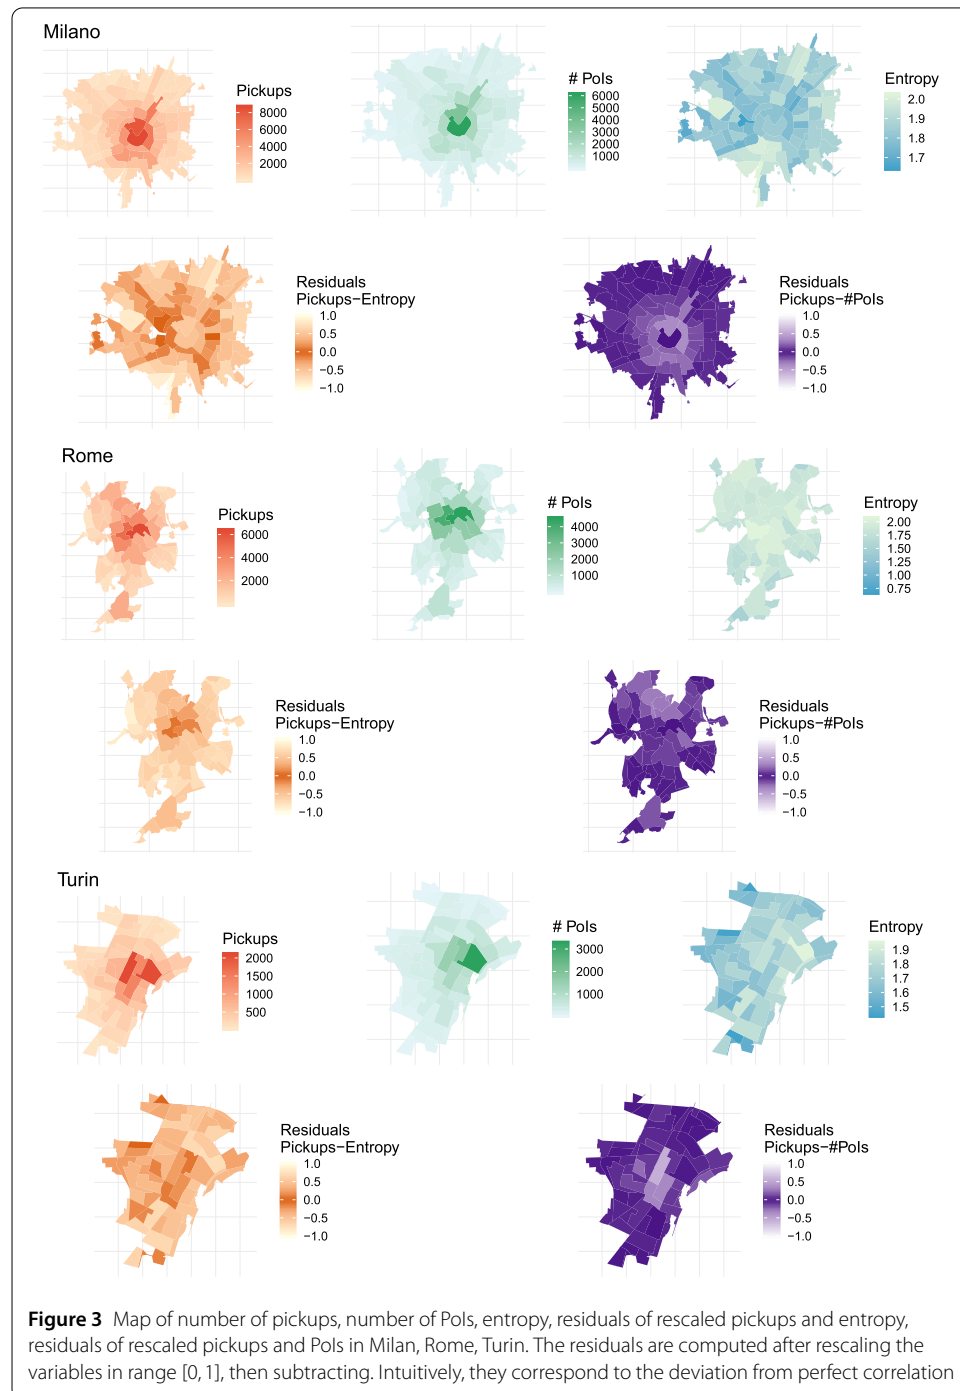 Milano
Pickups
8000
6000
4000
2000
# PoIs
6000
5000
4000
3000
2000
1000
Entropy
2.0
1.9
1.8
1.7
Residuals
Pickups−Entropy
1.0
0.5
0.0
−0.5
−1.0
Residuals
Pickups−#PoIs
1.0
0.5
0.0
−0.5
−1.0
Rome
Pickups
6000
4000
2000
# PoIs
4000
3000
2000
1000
Entropy
2.00
1.75
1.50
1.25
1.00
0.75
Residuals
Pickups−Entropy
1.0
0.5
0.0
−0.5
−1.0
Residuals
Pickups−#PoIs
1.0
0.5
0.0
−0.5
−1.0
Turin
Pickups
2000
1500
1000
500
# PoIs
3000
2000
1000
Entropy
1.9
1.8
1.7
1.6
1.5
Residuals
Pickups−Entropy
1.0
0.5
0.0
−0.5
−1.0
Residuals
Pickups−#PoIs
1.0
0.5
0.0
−0.5
−1.0
Figure 3 Map of number of pickups, number of PoIs, entropy, residuals of rescaled pickups and entropy,
residuals of rescaled pickups and PoIs in Milan, Rome, Turin. The residuals are computed after rescaling the
variables in range [0, 1], then subtracting. Intuitively, they correspond to the deviation from perfect correlation